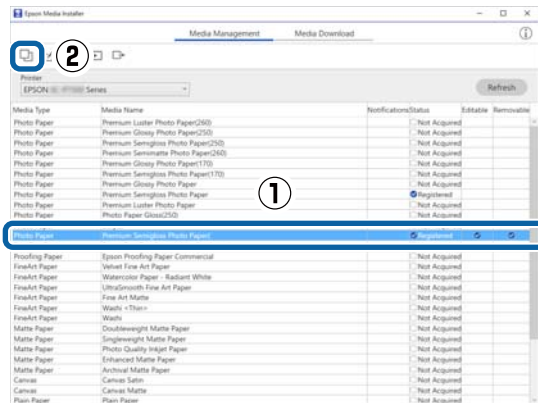 Epson Media Installer
Media Management Media Download
2
Printer
EPSON Series
Refresh
Media Type Media Name Notifications Status Editable Removable
Photo Paper Premium Luster Photo Paper(260) Not Acquired
Photo Paper Premium Glossy Photo Paper(250) Not Acquired
Photo Paper Premium Semigloss Photo Paper(250) Not Acquired
Photo Paper Premium Semimatte Photo Paper(260) Not Acquired
Photo Paper Premium Glossy Photo Paper(170) Not Acquired
Photo Paper Premium Semigloss Photo Paper(170) Not Acquired
Photo Paper Premium Glossy Photo Paper Not Acquired
Photo Paper Premium Semigloss Photo Paper Registered
Photo Paper Premium Luster Photo Paper Not Acquired
Photo Paper Photo Paper Gloss(250) Not Acquired
1
Photo Paper Premium Semigloss Photo Paper( Registered
Proofing Paper Epson Proofing Paper Commercial Not Acquired
FineArt Paper Velvet Fine Art Paper Not Acquired
FineArt Paper Watercolor Paper - Radiant White Not Acquired
FineArt Paper UltraSmooth Fine Art Paper Not Acquired
FineArt Paper Fine Art Matte Not Acquired
FineArt Paper Washi <Thin> Not Acquired
FineArt Paper Washi Not Acquired
Matte Paper Doubleweight Matte Paper Not Acquired
Matte Paper Singleweight Matte Paper Not Acquired
Matte Paper Photo Quality Inkjet Paper Not Acquired
Matte Paper Enhanced Matte Paper Not Acquired
Matte Paper Archival Matte Paper Not Acquired
Canvas Canvas Satin Not Acquired
Canvas Canvas Matte Not Acquired
Plain Paper Plain Paper Not Acquired